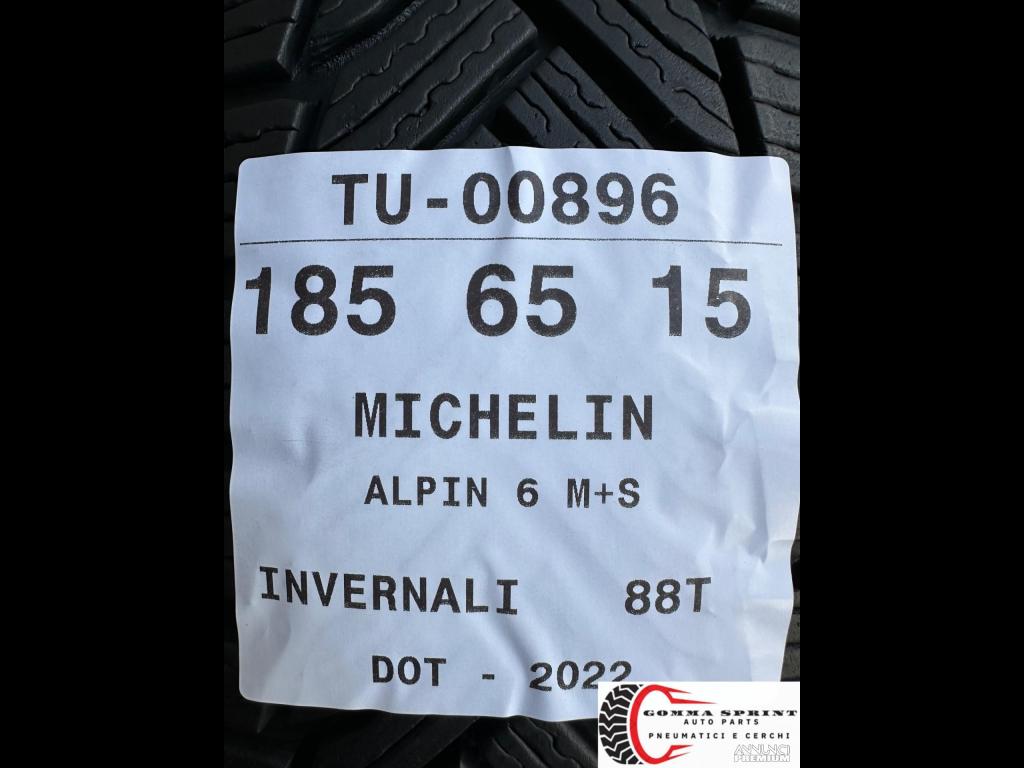 TU-00896
185 65 15
MICHELIN
ALPIN 6 M+S
INVERNALI 88T
DOT - 2022
GOMMA SPRINT
AUTO PARTS
PNEUMATICI E CERCHI
ANNUNCI
PREMIUM